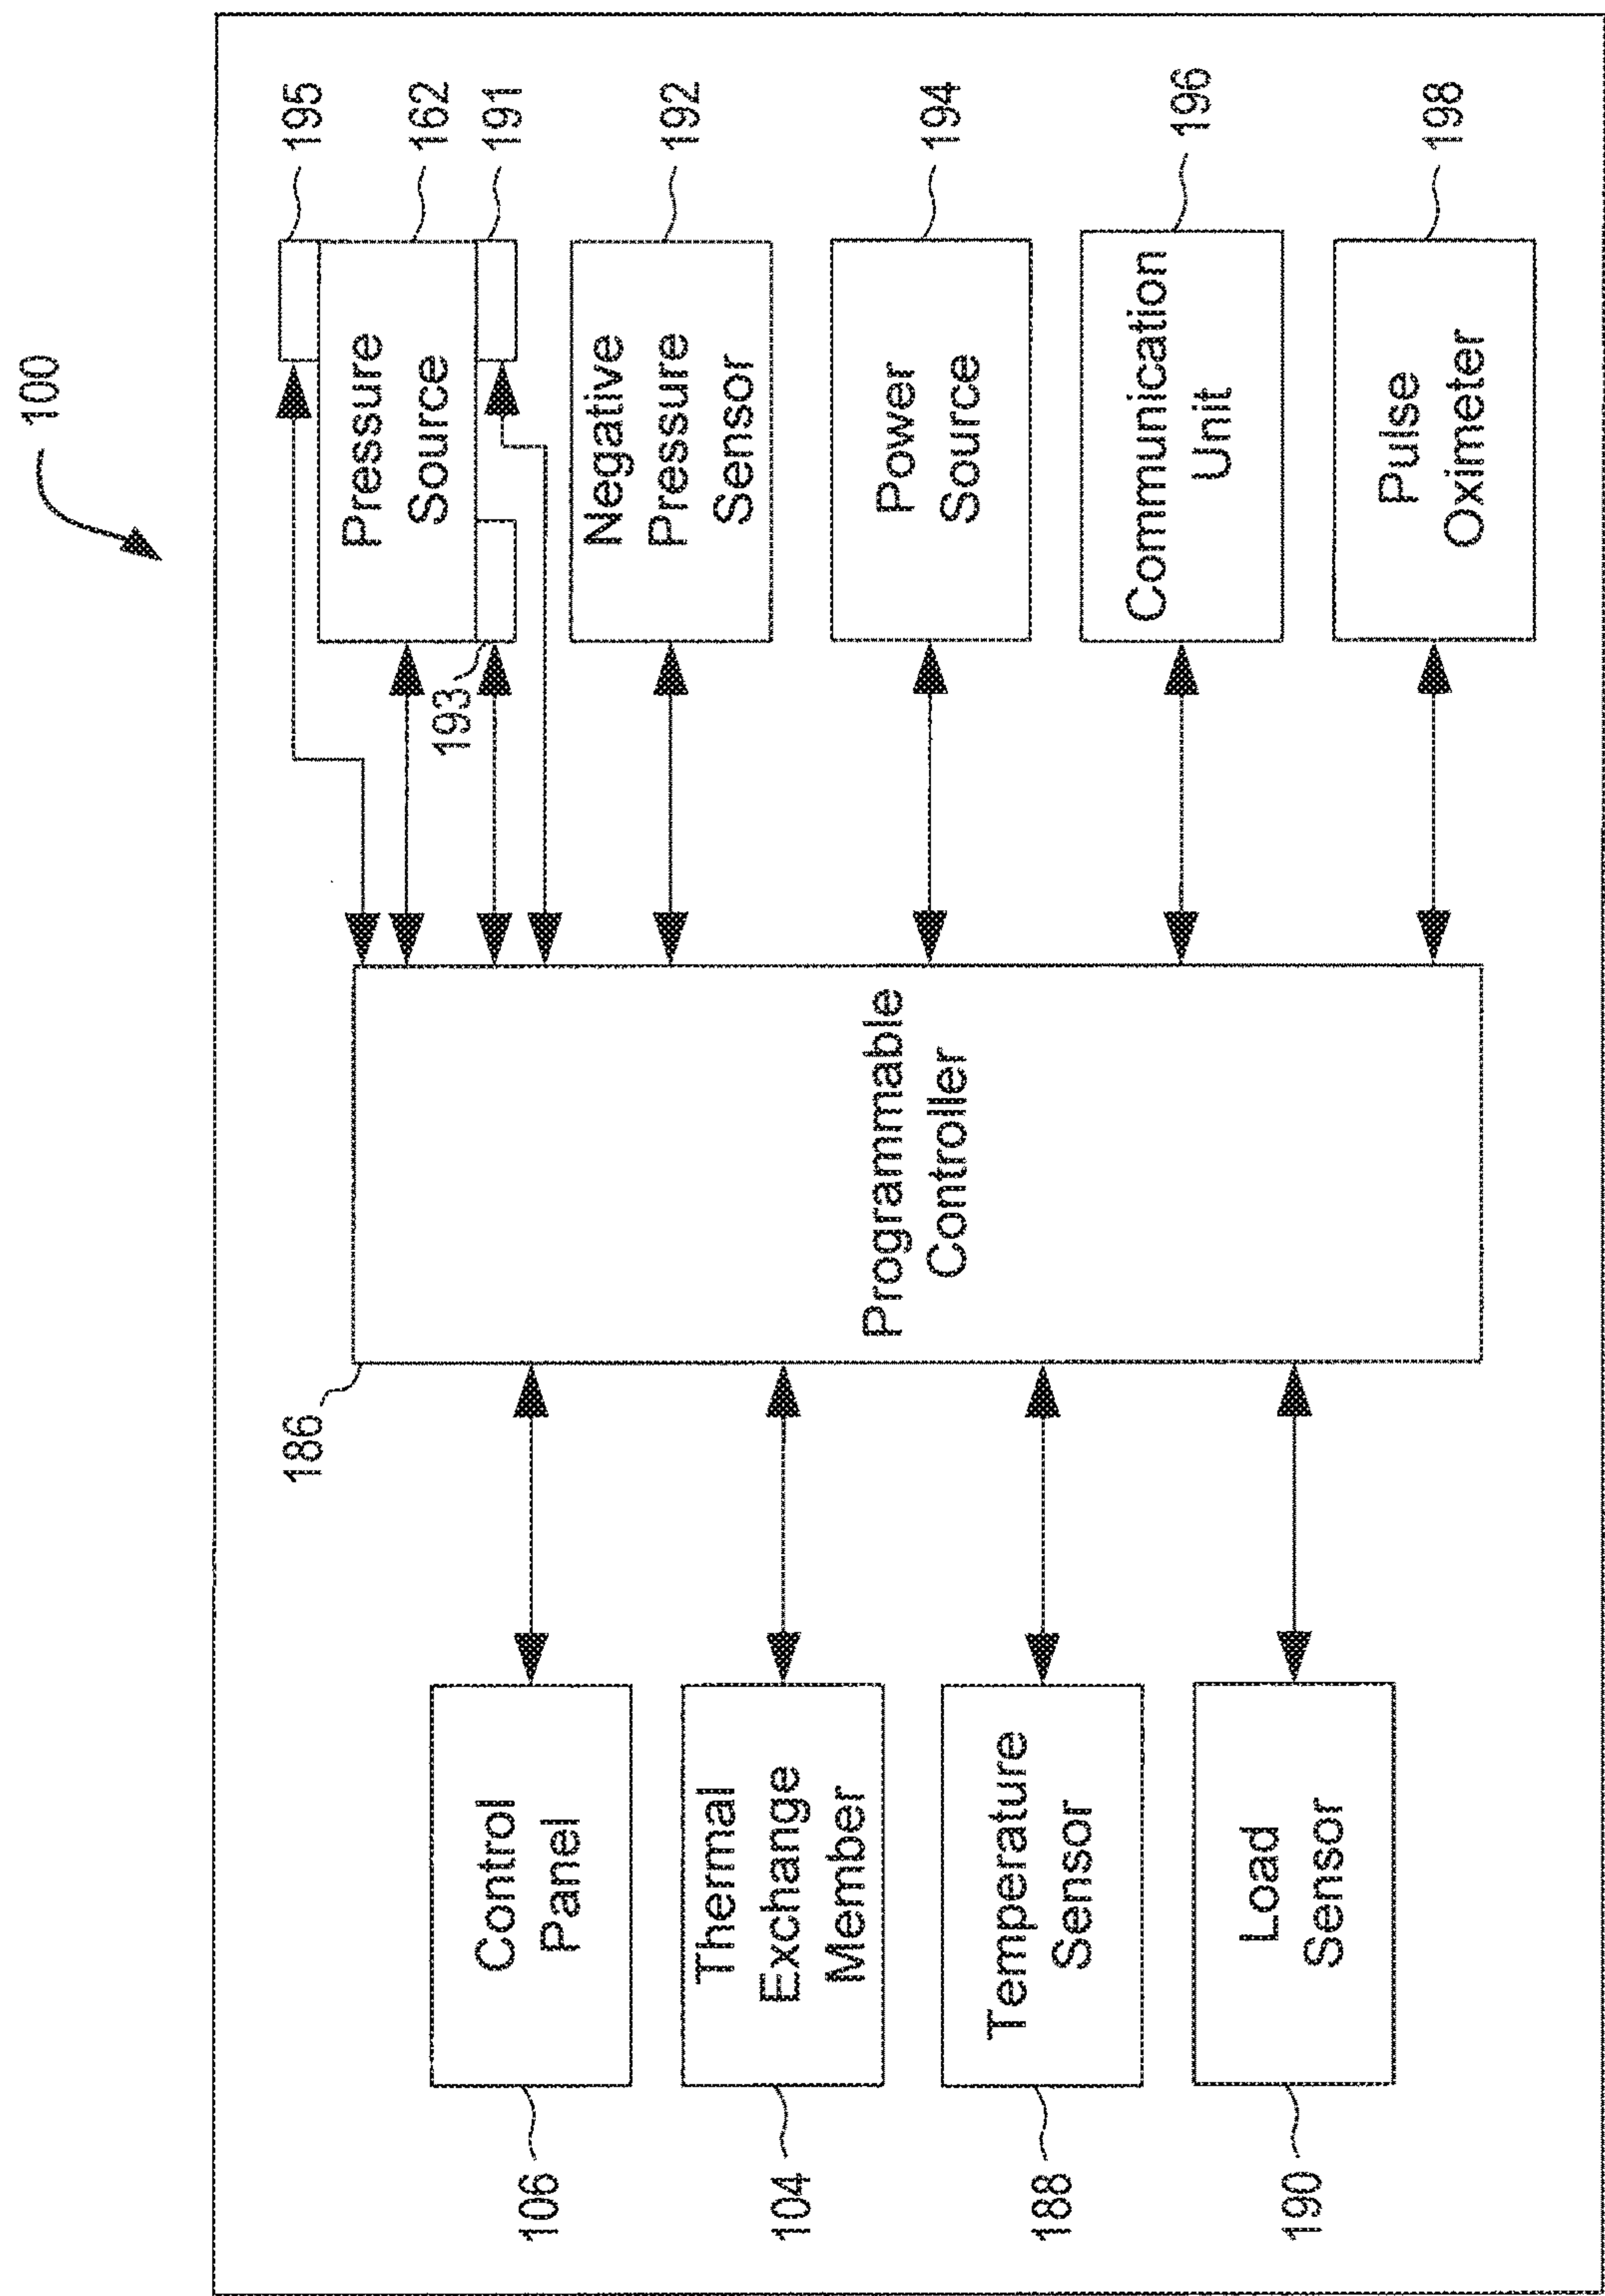 100
186
106
Control
Panel
104
Thermal
Exchange
Member
188
Temperature
Sensor
190
Load
Sensor
Programmable
Controller
193
195
Pressure
Source
162
191
Negative
Pressure
Sensor
192
Power
Source
194
Communication
Unit
196
Pulse
Oximeter
198